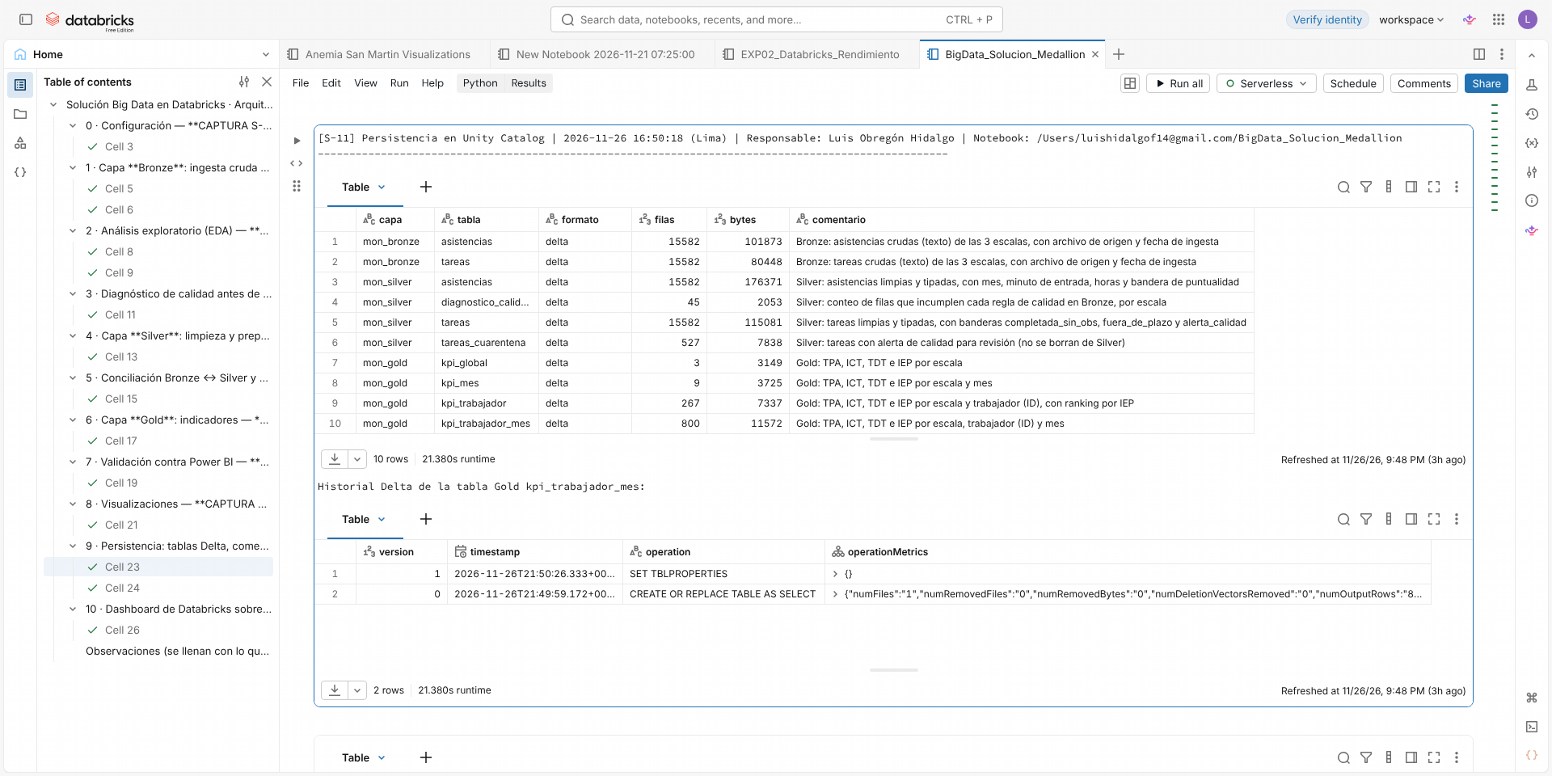 databricks
Free Edition
Search data, notebooks, recents, and more...
CTRL + P
Verify identity
workspace
L
Home
Anemia San Martin Visualizations
New Notebook 2026-11-21 07:25:00
EXP02_Databricks_Rendimiento
BigData_Solucion_Medallion
Table of contents
File Edit View Run Help Python Results
Run all
Serverless
Schedule
Comments
Share
Solución Big Data en Databricks · Arquit...
0 · Configuración — **CAPTURA S-...
Cell 3
1 · Capa **Bronze**: ingesta cruda ...
Cell 5
Cell 6
2 · Análisis exploratorio (EDA) — **...
Cell 8
Cell 9
3 · Diagnóstico de calidad antes de ...
Cell 11
4 · Capa **Silver**: limpieza y prep...
Cell 13
5 · Conciliación Bronze ↔ Silver y ...
Cell 15
6 · Capa **Gold**: indicadores — *...
Cell 17
7 · Validación contra Power BI — **...
Cell 19
8 · Visualizaciones — **CAPTURA ...
Cell 21
9 · Persistencia: tablas Delta, come...
Cell 23
Cell 24
10 · Dashboard de Databricks sobre...
Cell 26
Observaciones (se llenan con lo qu...
[S-11] Persistencia en Unity Catalog | 2026-11-26 16:50:18 (Lima) | Responsable: Luis Obregón Hidalgo | Notebook: /Users/luishidalgof14@gmail.com/BigData_Solucion_Medallion
----------------------------------------------------------------------------------------------------
Table
capa tabla formato filas bytes comentario
1 mon_bronze asistencias delta 15582 101873 Bronze: asistencias crudas (texto) de las 3 escalas, con archivo de origen y fecha de ingesta
2 mon_bronze tareas delta 15582 80448 Bronze: tareas crudas (texto) de las 3 escalas, con archivo de origen y fecha de ingesta
3 mon_silver asistencias delta 15582 176371 Silver: asistencias limpias y tipadas, con mes, minuto de entrada, horas y bandera de puntualidad
4 mon_silver diagnostico_calid... delta 45 2053 Silver: conteo de filas que incumplen cada regla de calidad en Bronze, por escala
5 mon_silver tareas delta 15582 115081 Silver: tareas limpias y tipadas, con banderas completada_sin_obs, fuera_de_plazo y alerta_calidad
6 mon_silver tareas_cuarentena delta 527 7838 Silver: tareas con alerta de calidad para revisión (no se borran de Silver)
7 mon_gold kpi_global delta 3 3149 Gold: TPA, ICT, TDT e IEP por escala
8 mon_gold kpi_mes delta 9 3725 Gold: TPA, ICT, TDT e IEP por escala y mes
9 mon_gold kpi_trabajador delta 267 7337 Gold: TPA, ICT, TDT e IEP por escala y trabajador (ID), con ranking por IEP
10 mon_gold kpi_trabajador_mes delta 800 11572 Gold: TPA, ICT, TDT e IEP por escala, trabajador (ID) y mes
10 rows 21.380s runtime
Refreshed at 11/26/26, 9:48 PM (3h ago)
Historial Delta de la tabla Gold kpi_trabajador_mes:
Table
version timestamp operation operationMetrics
1 1 2026-11-26T21:50:26.333+00... SET TBLPROPERTIES {}
2 0 2026-11-26T21:49:59.172+00... CREATE OR REPLACE TABLE AS SELECT {"numFiles":"1","numRemovedFiles":"0","numRemovedBytes":"0","numDeletionVectorsRemoved":"0","numOutputRows":"8...
2 rows 21.380s runtime
Refreshed at 11/26/26, 9:48 PM (3h ago)
Table